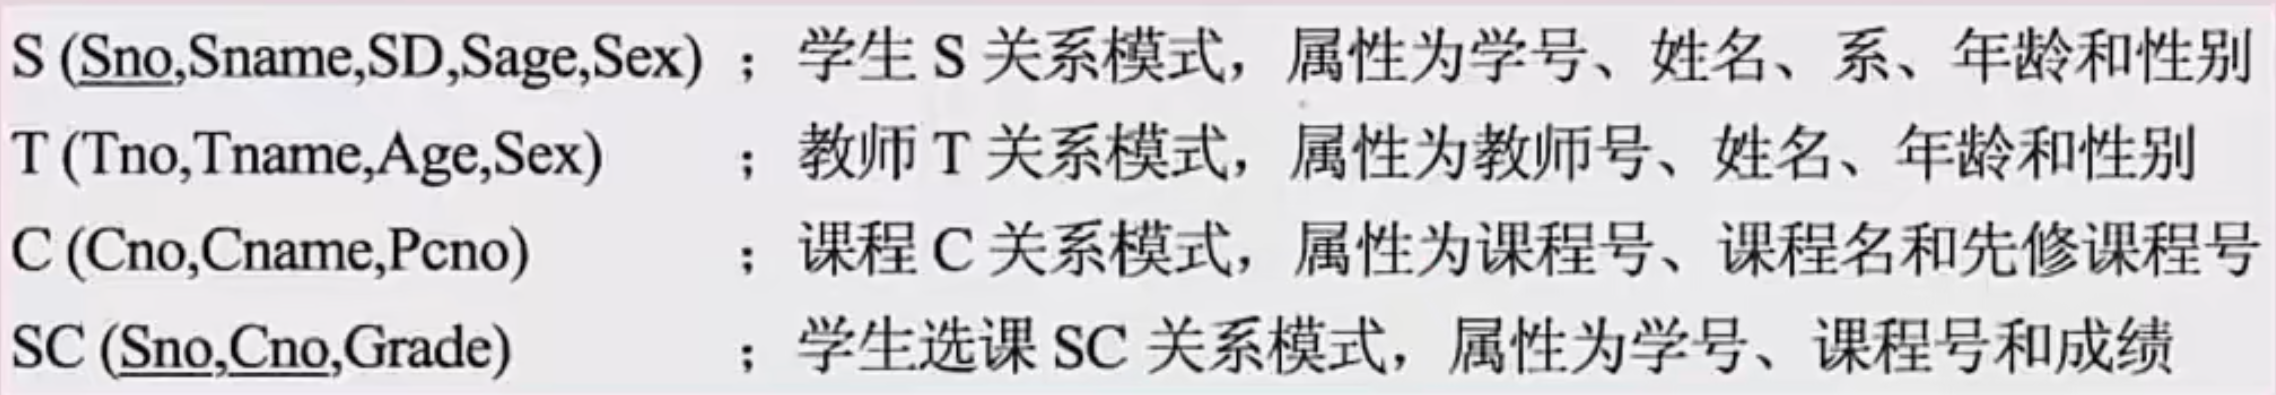 S (Sno,Sname,SD,Sage,Sex) ；学生 S 关系模式，属性为学号、姓名、系、年龄和性别
T (Tno,Tname,Age,Sex) ；教师 T 关系模式，属性为教师号、姓名、年龄和性别
C (Cno,Cname,Pcno) ；课程 C 关系模式，属性为课程号、课程名和先修课程号
SC (Sno,Cno,Grade) ；学生选课 SC 关系模式，属性为学号、课程号和成绩